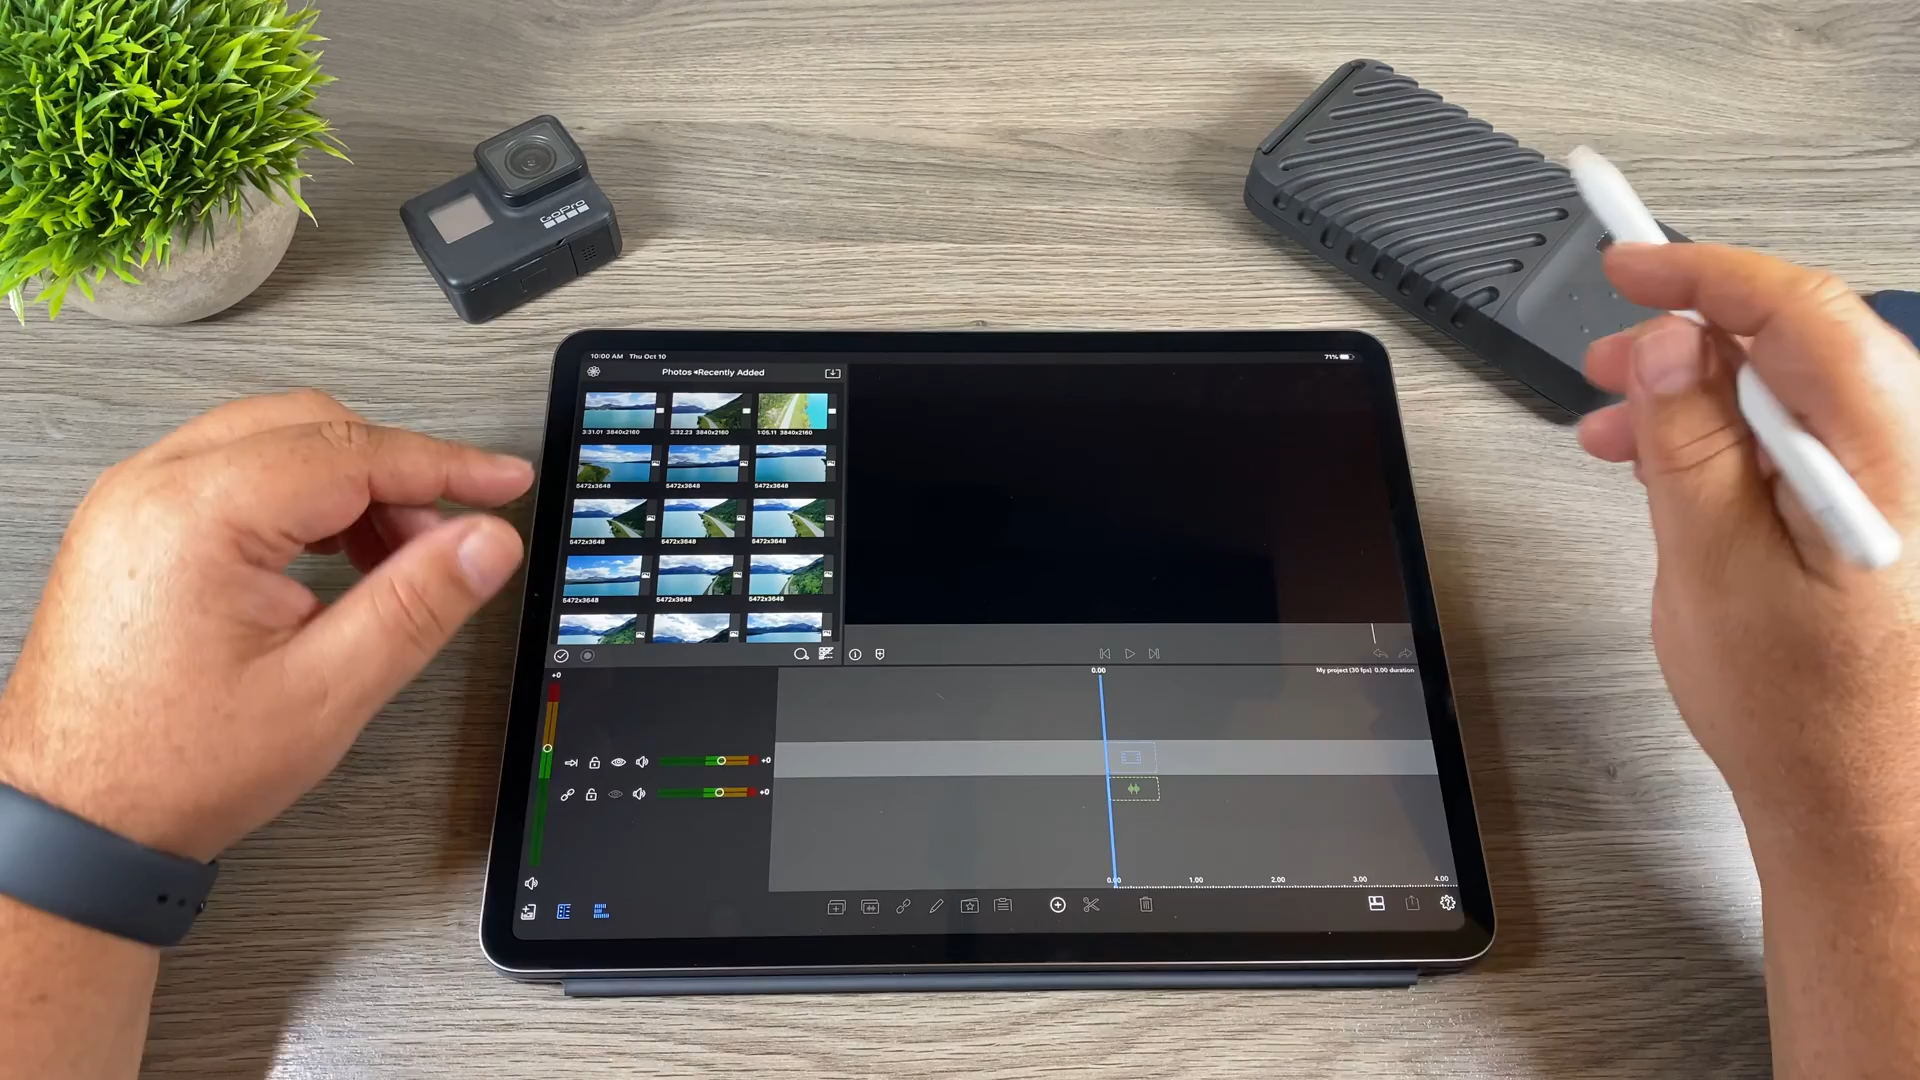 GoPro
10:00 AM Thu Oct 10
71%
Photos ◂Recently Added
3:31.01 3840x2160
3:32.23 3840x2160
1:05.11 3840x2160
5472x3648
5472x3648
5472x3648
5472x3648
5472x3648
5472x3648
5472x3648
5472x3648
5472x3648
+0
0.00
My project (30 fps) 0.00 duration
+0
+0
0.00 1.00 2.00 3.00 4.00